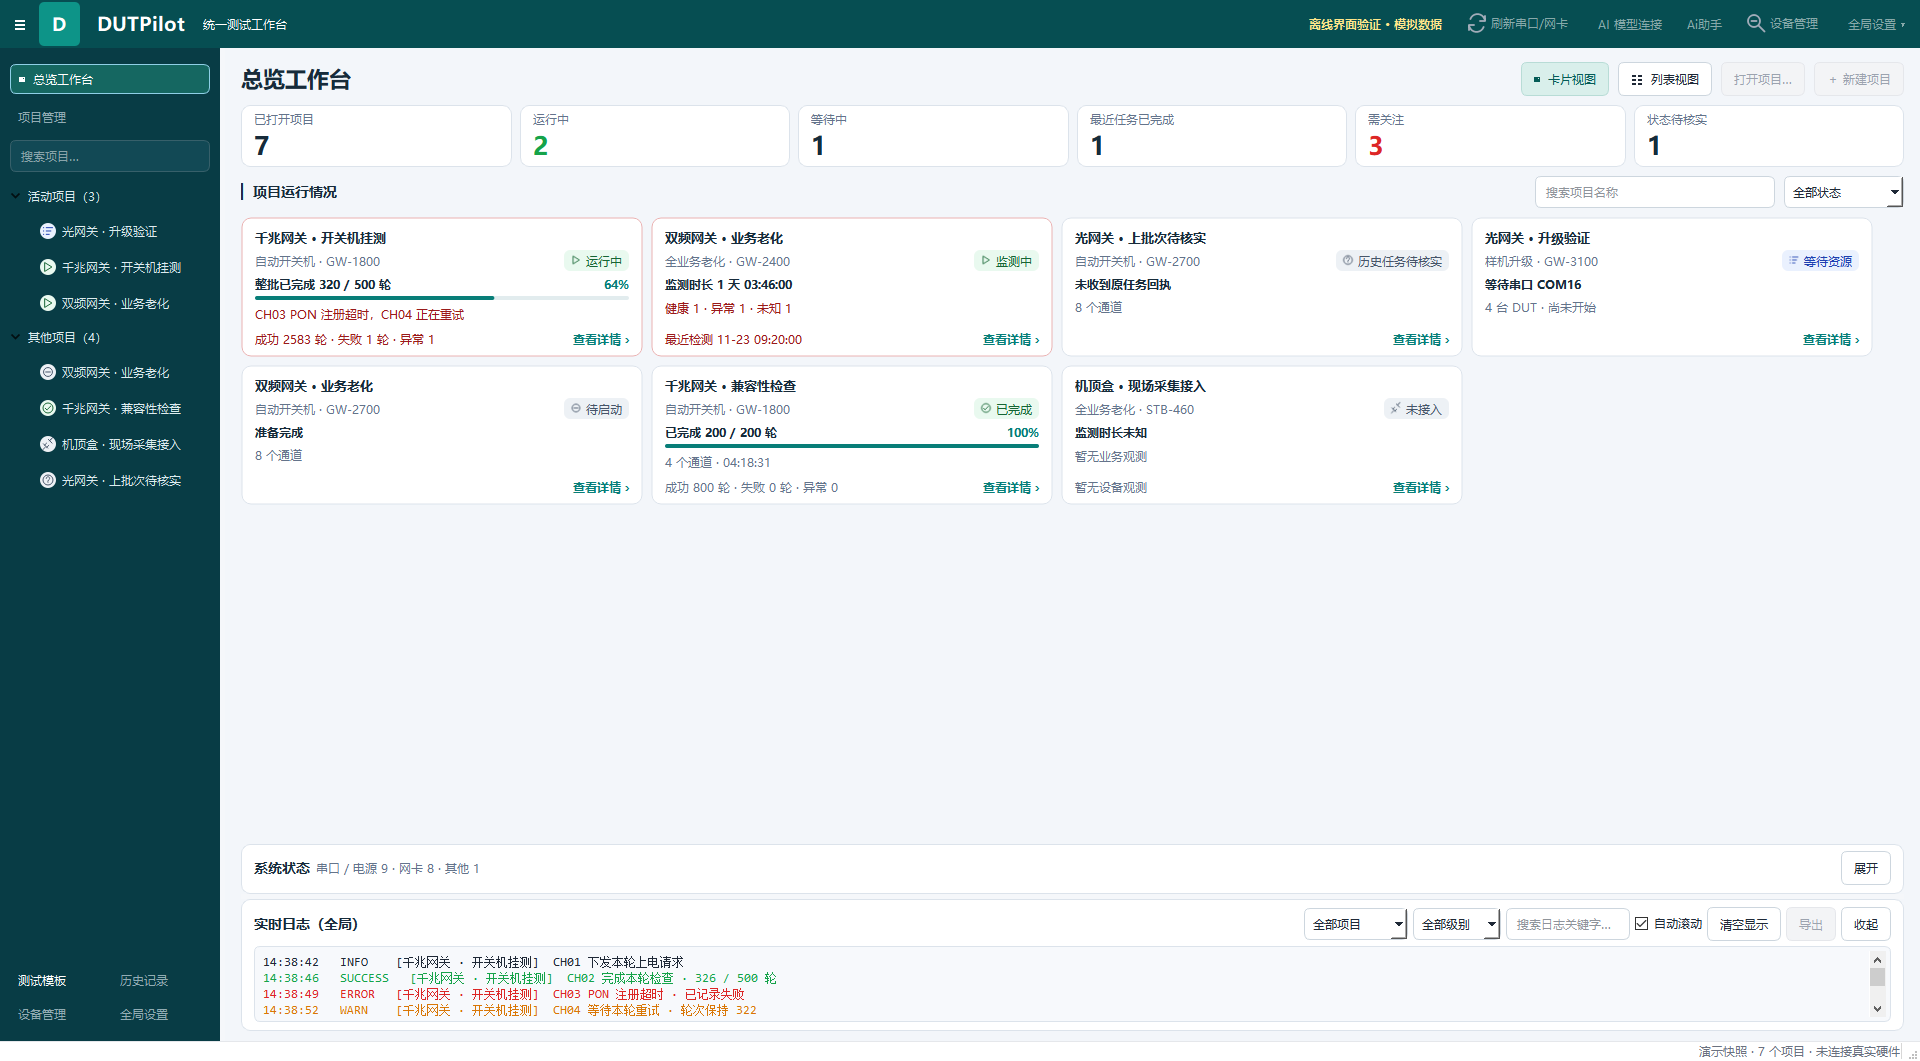 ☰ D DUTPilot 统一测试工作台 离线界面验证・模拟数据 刷新串口/网卡 AI 模型连接 Ai助手 设备管理 全局设置
总览工作台
项目管理
搜索项目...
活动项目（3）
光网关 · 升级验证
千兆网关 · 开关机挂测
双频网关 · 业务老化
其他项目（4）
双频网关 · 业务老化
千兆网关 · 兼容性检查
机顶盒 · 现场采集接入
光网关 · 上批次待核实
测试模板 历史记录
设备管理 全局设置
总览工作台 卡片视图 列表视图 打开项目... + 新建项目
已打开项目
7
运行中
2
等待中
1
最近任务已完成
1
需关注
3
状态待核实
1
项目运行情况 搜索项目名称 全部状态
千兆网关 • 开关机挂测
自动开关机 · GW-1800 运行中
整批已完成 320 / 500 轮 64%
CH03 PON 注册超时，CH04 正在重试
成功 2583 轮 · 失败 1 轮 · 异常 1 查看详情 ›
双频网关 • 业务老化
全业务老化 · GW-2400 监测中
监测时长 1 天 03:46:00
健康 1 · 异常 1 · 未知 1
最近检测 11-23 09:20:00 查看详情 ›
光网关 • 上批次待核实
自动开关机 · GW-2700 历史任务待核实
未收到原任务回执
8 个通道
查看详情 ›
光网关 • 升级验证
样机升级 · GW-3100 等待资源
等待串口 COM16
4 台 DUT · 尚未开始
查看详情 ›
双频网关 • 业务老化
自动开关机 · GW-2700 待启动
准备完成
8 个通道
查看详情 ›
千兆网关 • 兼容性检查
自动开关机 · GW-1800 已完成
已完成 200 / 200 轮 100%
4 个通道 · 04:18:31
成功 800 轮 · 失败 0 轮 · 异常 0 查看详情 ›
机顶盒 • 现场采集接入
全业务老化 · STB-460 未接入
监测时长未知
暂无业务观测
暂无设备观测 查看详情 ›
系统状态 串口 / 电源 9 · 网卡 8 · 其他 1 展开
实时日志（全局） 全部项目 全部级别 搜索日志关键字... 自动滚动 清空显示 导出 收起
14:38:42 INFO [千兆网关 · 开关机挂测] CH01 下发本轮上电请求
14:38:46 SUCCESS [千兆网关 · 开关机挂测] CH02 完成本轮检查 · 326 / 500 轮
14:38:49 ERROR [千兆网关 · 开关机挂测] CH03 PON 注册超时 · 已记录失败
14:38:52 WARN [千兆网关 · 开关机挂测] CH04 等待本轮重试 · 轮次保持 322
演示快照 · 7 个项目 · 未连接真实硬件